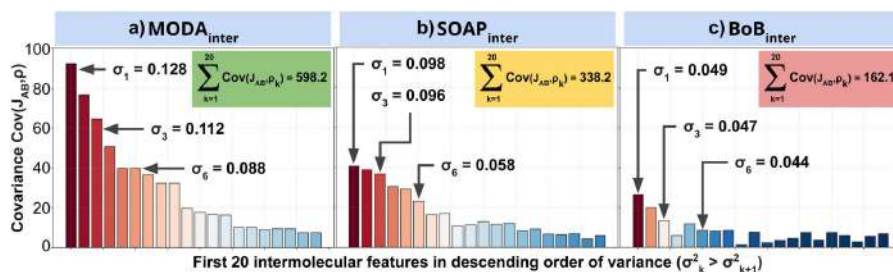 a) MODA_inter
b) SOAP_inter
c) BoB_inter
Covariance Cov(J_AB,ρ)
100
80
60
40
20
0
σ_1 = 0.128
σ_3 = 0.112
σ_6 = 0.088
20
∑ Cov(J_AB,ρ_k) = 598.2
k=1
σ_1 = 0.098
σ_3 = 0.096
σ_6 = 0.058
20
∑ Cov(J_AB,ρ_k) = 338.2
k=1
σ_1 = 0.049
σ_3 = 0.047
σ_6 = 0.044
20
∑ Cov(J_AB,ρ_k) = 162.1
k=1
First 20 intermolecular features in descending order of variance (σ²_k > σ²_k+1)